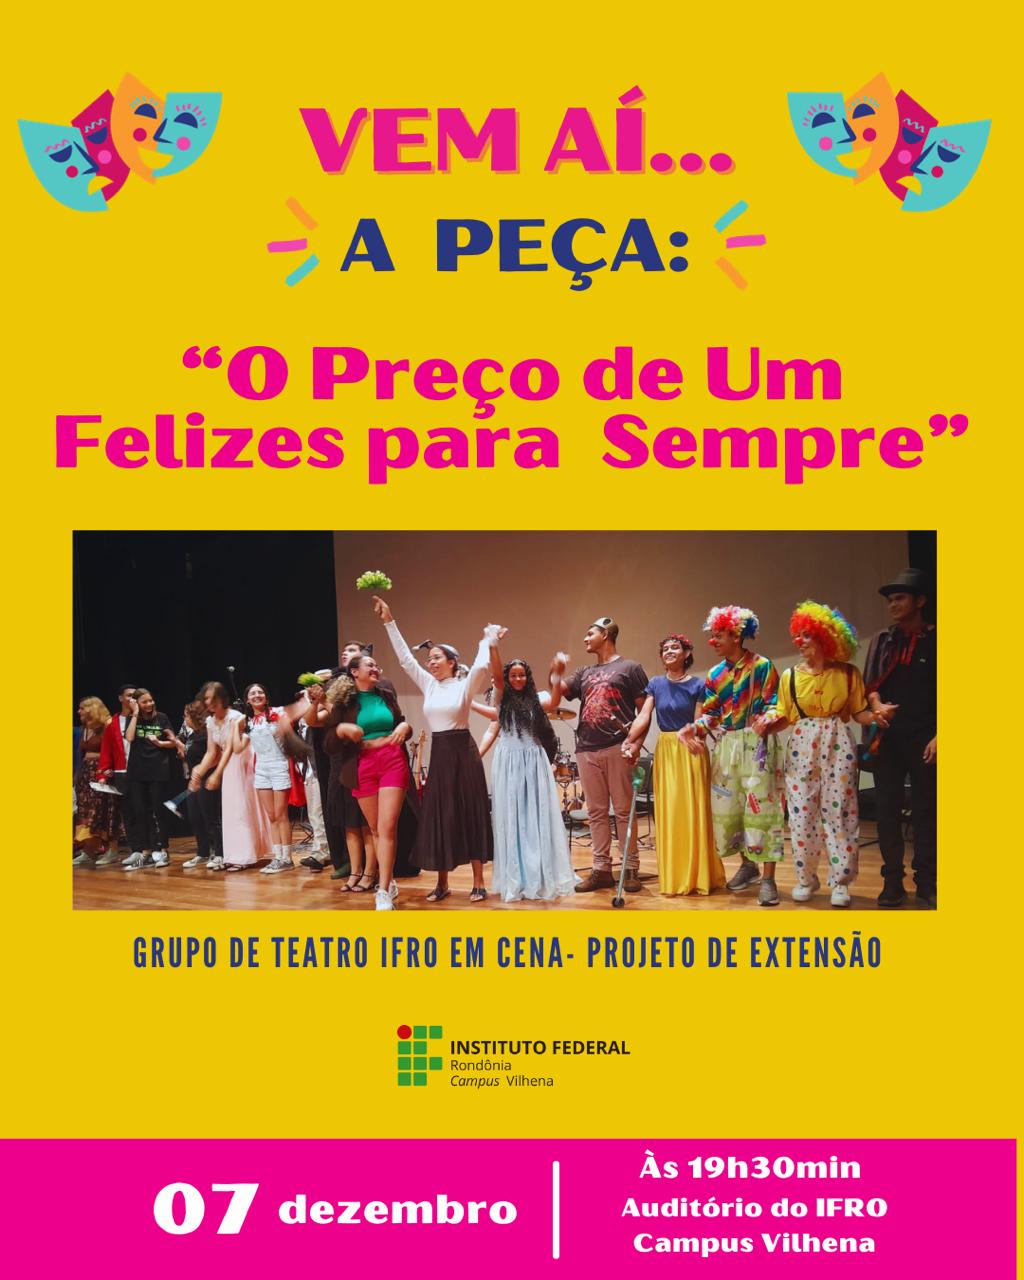 VEM AÍ...
A PEÇA:
“O Preço de Um
Felizes para Sempre”
GRUPO DE TEATRO IFRO EM CENA- PROJETO DE EXTENSÃO
INSTITUTO FEDERAL
Rondônia
Campus Vilhena
07 dezembro
Às 19h30min
Auditório do IFRO
Campus Vilhena